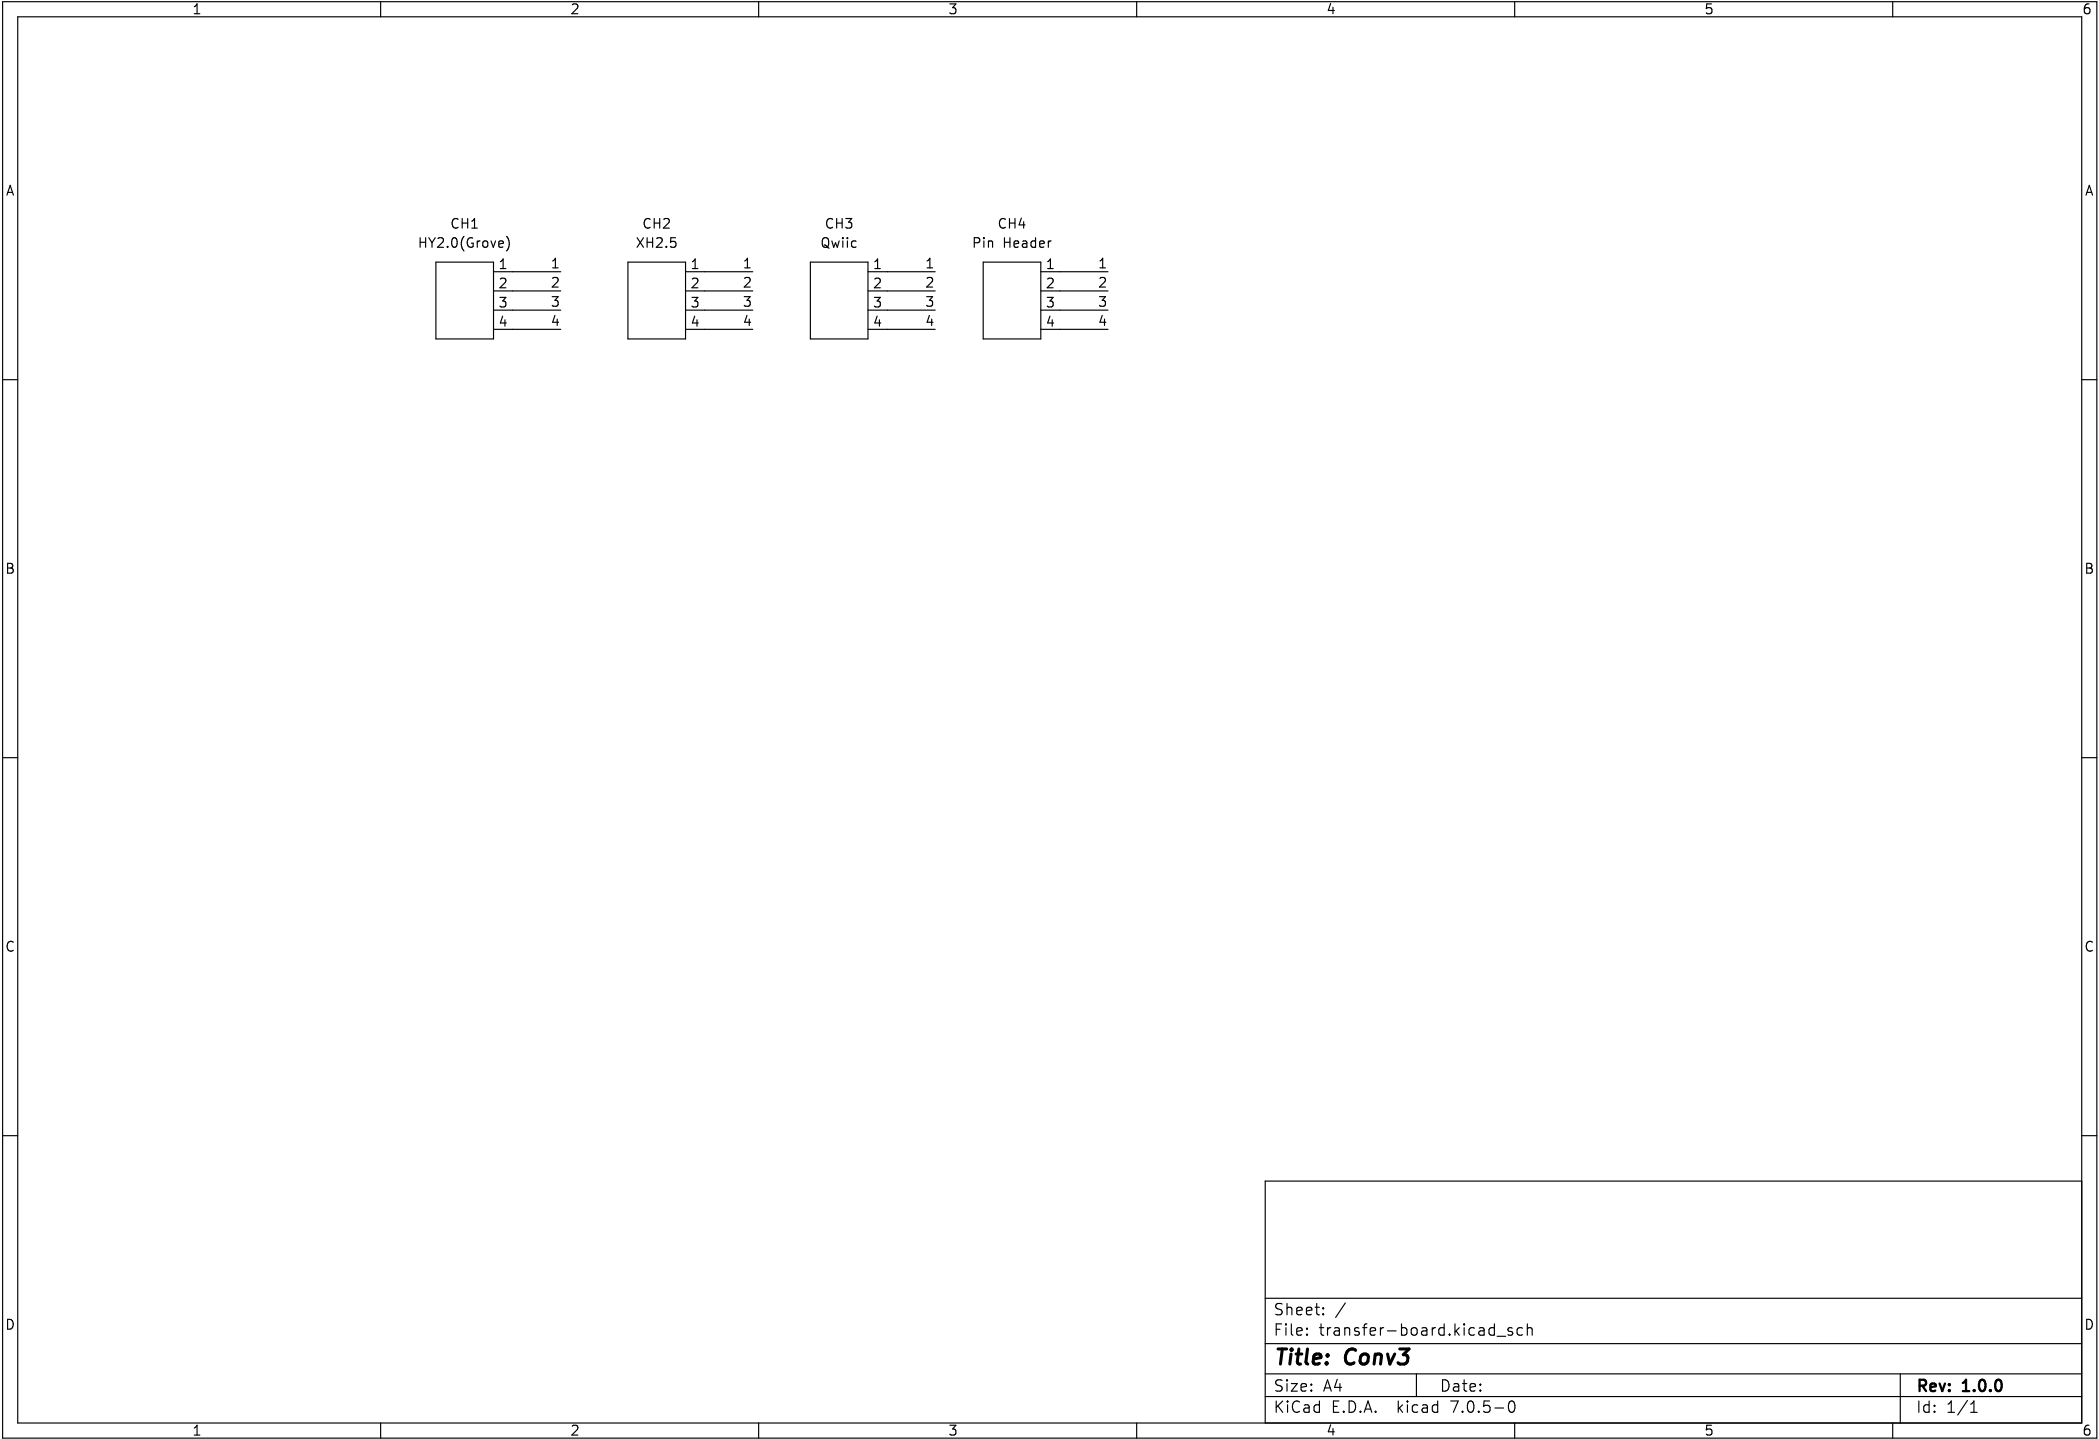 1 2 3 4 5 6
A A
CH1 CH2 CH3 CH4
HY2.0(Grove) XH2.5 Qwiic Pin Header
1 1 1 1 1 1 1 1
2 2 2 2 2 2 2 2
3 3 3 3 3 3 3 3
4 4 4 4 4 4 4 4
B B
C C
Sheet: /
D D
File: transfer-board.kicad_sch
Title: Conv3
Size: A4 Date: Rev: 1.0.0
KiCad E.D.A. kicad 7.0.5-0 Id: 1/1
1 2 3 4 5 6